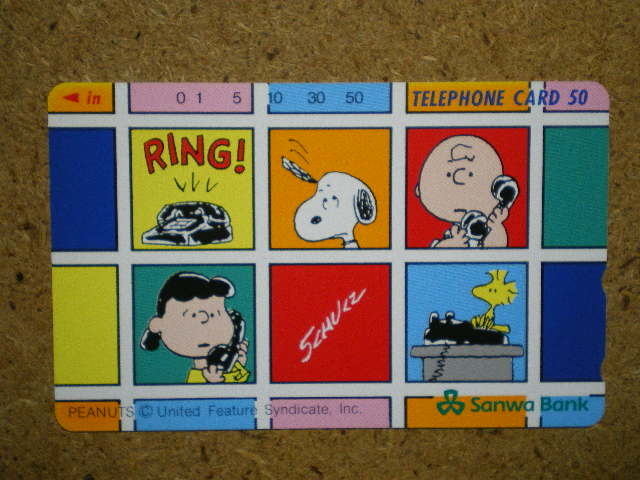 ◄ in 0 1 5 10 30 50 TELEPHONE CARD 50
RING!
SCHULZ
PEANUTS © United Feature Syndicate, Inc.
Sanwa Bank